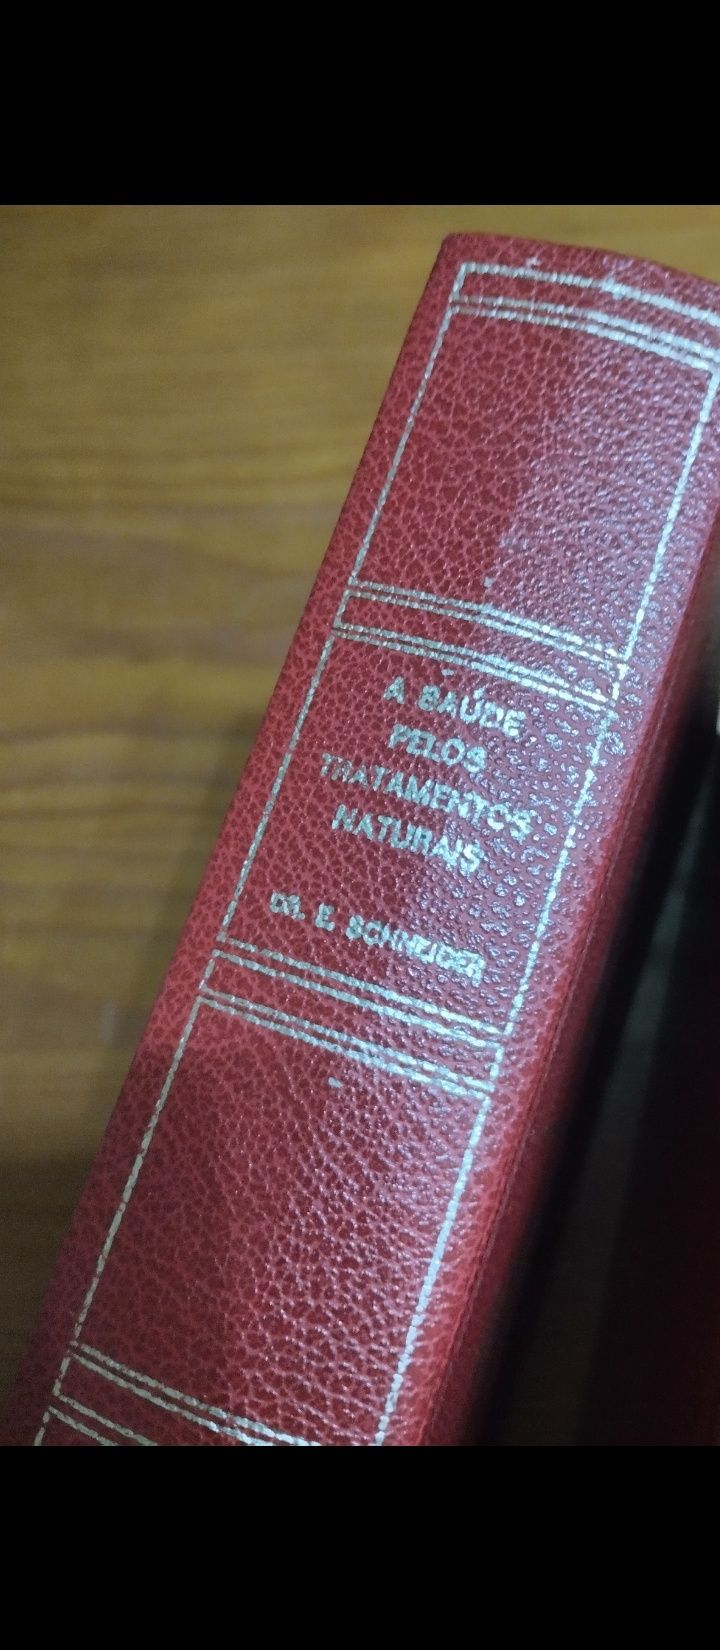 A SAÚDE
PELOS
TRATAMENTOS
NATURAIS
DR. E. SCHNEIDER